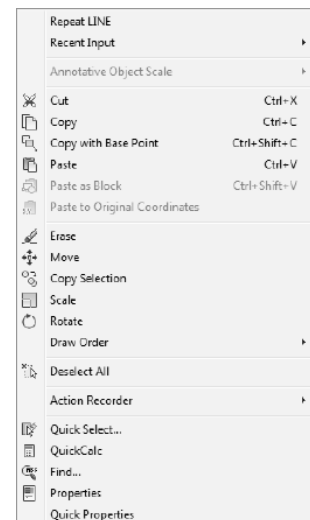 Repeat LINE
Recent Input
Annotative Object Scale
Cut Ctrl+X
Copy Ctrl+C
Copy with Base Point Ctrl+Shift+C
Paste Ctrl+V
Paste as Block Ctrl+Shift+V
Paste to Original Coordinates
Erase
Move
Copy Selection
Scale
Rotate
Draw Order
Deselect All
Action Recorder
Quick Select...
QuickCalc
Find...
Properties
Quick Properties